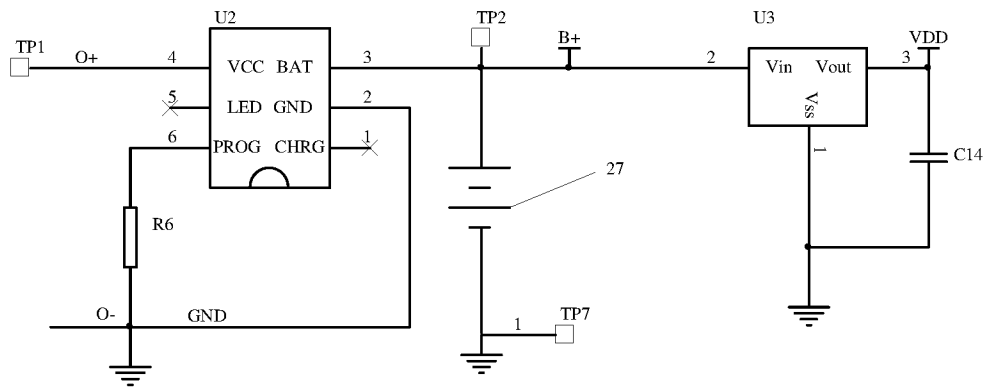 U2
TP2
U3
TP1
O+
4
VCC
BAT
3
B+
2
Vin
Vout
3
VDD
5
LED
GND
2
Vss
6
PROG
CHRG
1
1
C14
27
R6
O-
GND
1
TP7